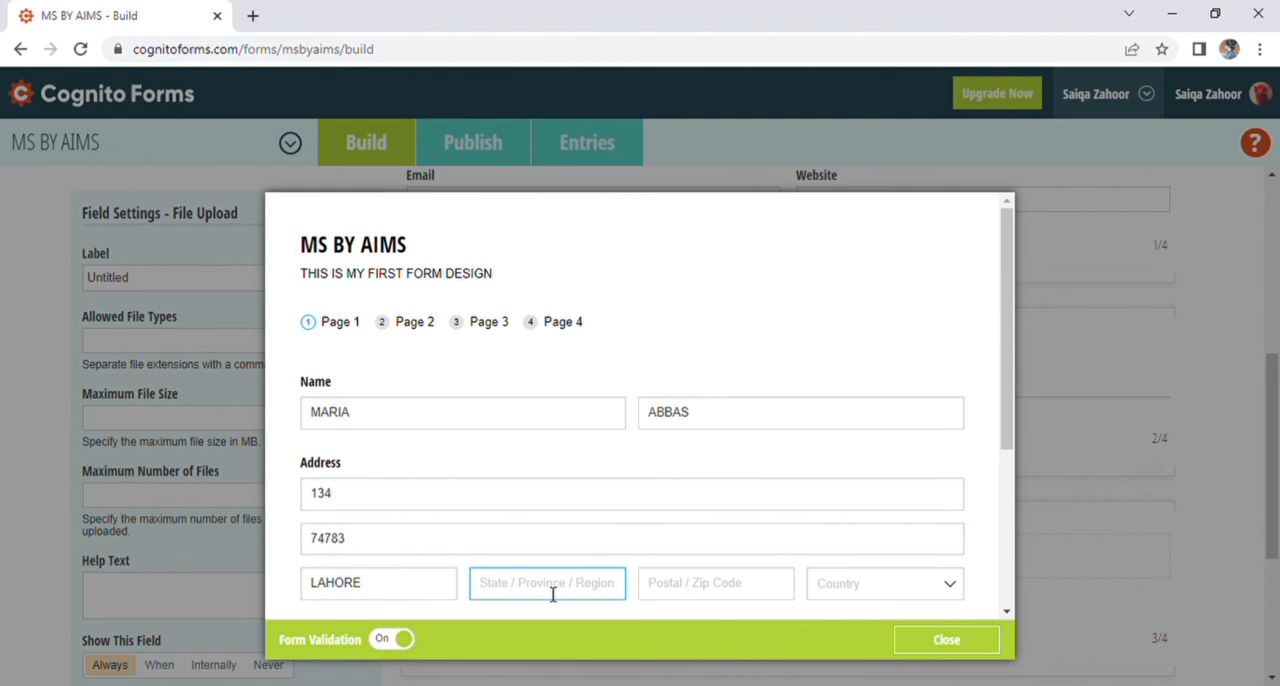 MS BY AIMS - Build
cognitoforms.com/forms/msbyaims/build
Cognito Forms
Upgrade Now
Saiqa Zahoor
Saiqa Zahoor
MS BY AIMS
Build
Publish
Entries
?
Email
Website
Field Settings - File Upload
Label
Untitled
Allowed File Types
Separate file extensions with a comm
Maximum File Size
Specify the maximum file size in MB.
Maximum Number of Files
Specify the maximum number of files
uploaded.
Help Text
Show This Field
Always When Internally Never
1/4
2/4
3/4
MS BY AIMS
THIS IS MY FIRST FORM DESIGN
1 Page 1 2 Page 2 3 Page 3 4 Page 4
Name
MARIA
ABBAS
Address
134
74783
LAHORE
State / Province / Region
Postal / Zip Code
Country
Form Validation On
Close